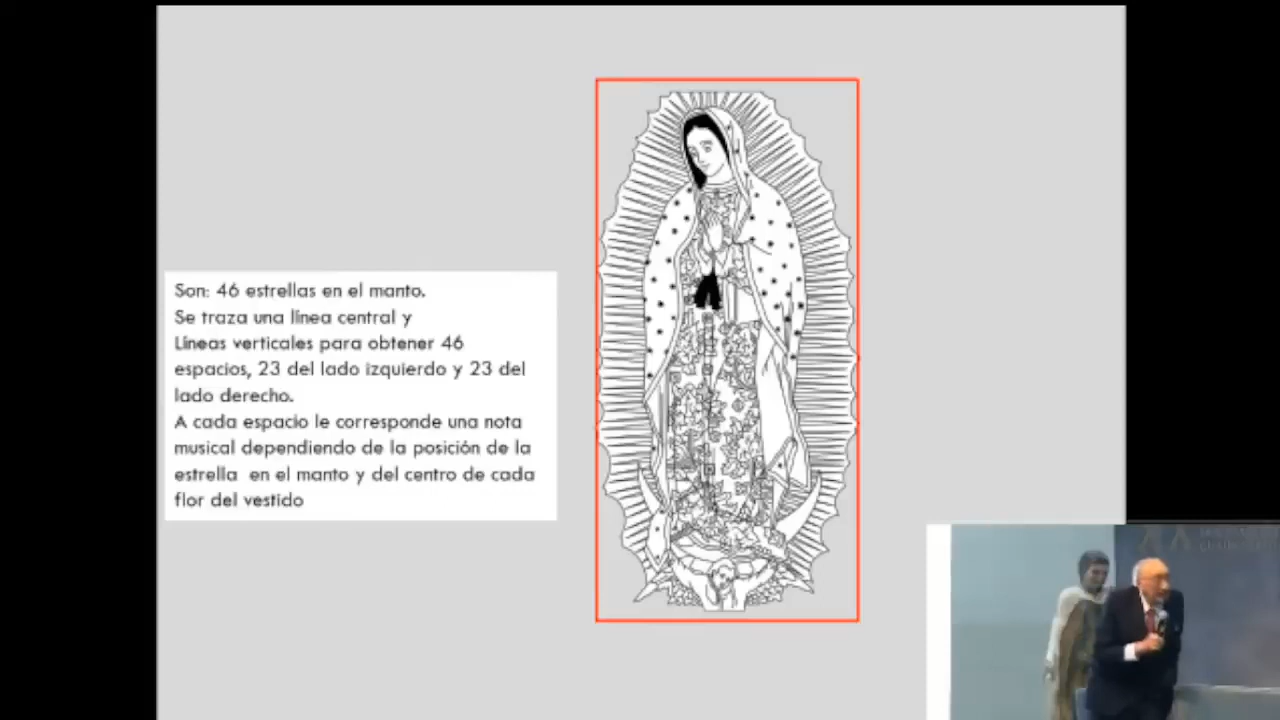 Son: 46 estrellas en el manto.
Se traza una línea central y
Líneas verticales para obtener 46
espacios, 23 del lado izquierdo y 23 del
lado derecho.
A cada espacio le corresponde una nota
musical dependiendo de la posición de la
estrella en el manto y del centro de cada
flor del vestido